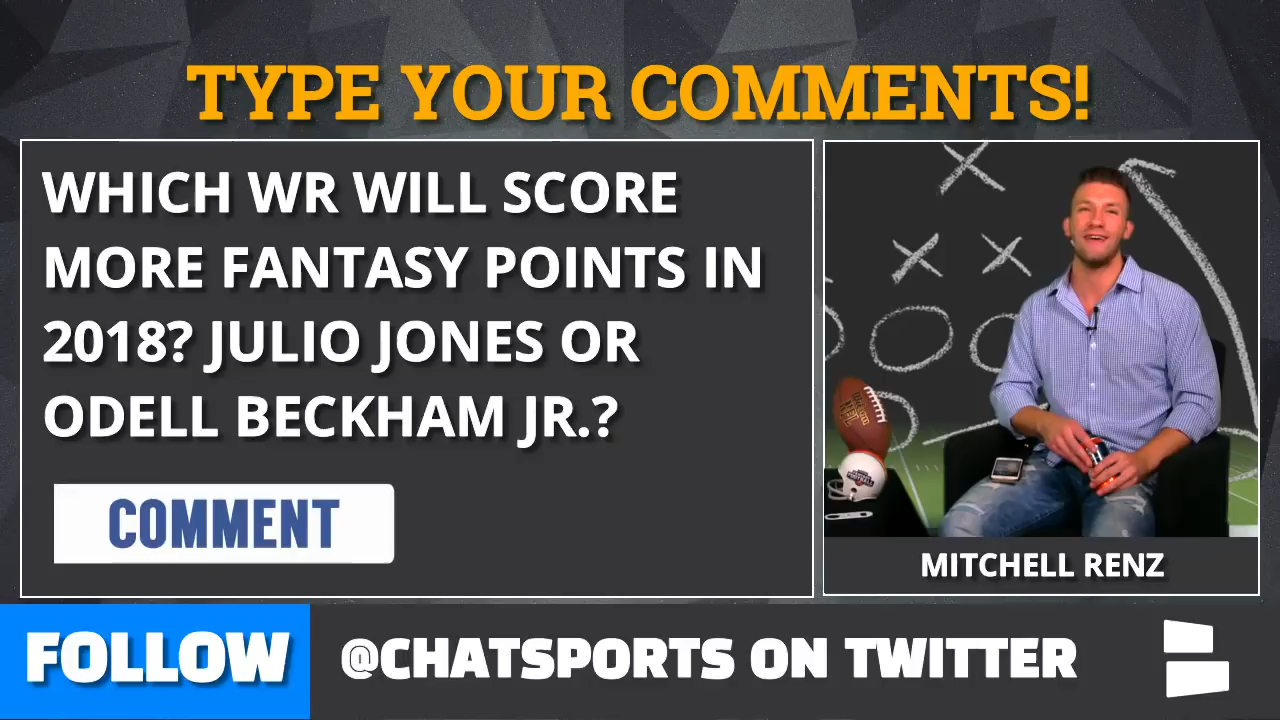 TYPE YOUR COMMENTS!
WHICH WR WILL SCORE
MORE FANTASY POINTS IN
2018? JULIO JONES OR
ODELL BECKHAM JR.?
COMMENT
MITCHELL RENZ
FOLLOW
@CHATSPORTS ON TWITTER